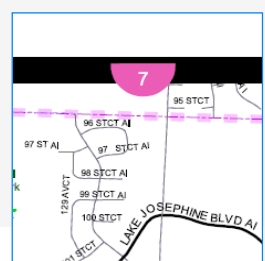 7
95 STCT
96 STCT AI
97 ST AI
97 STCT AI
98 STCT AI
129 AVCT
99 STCT AI
100 STCT
LAKE JOSEPHINE BLVD AI